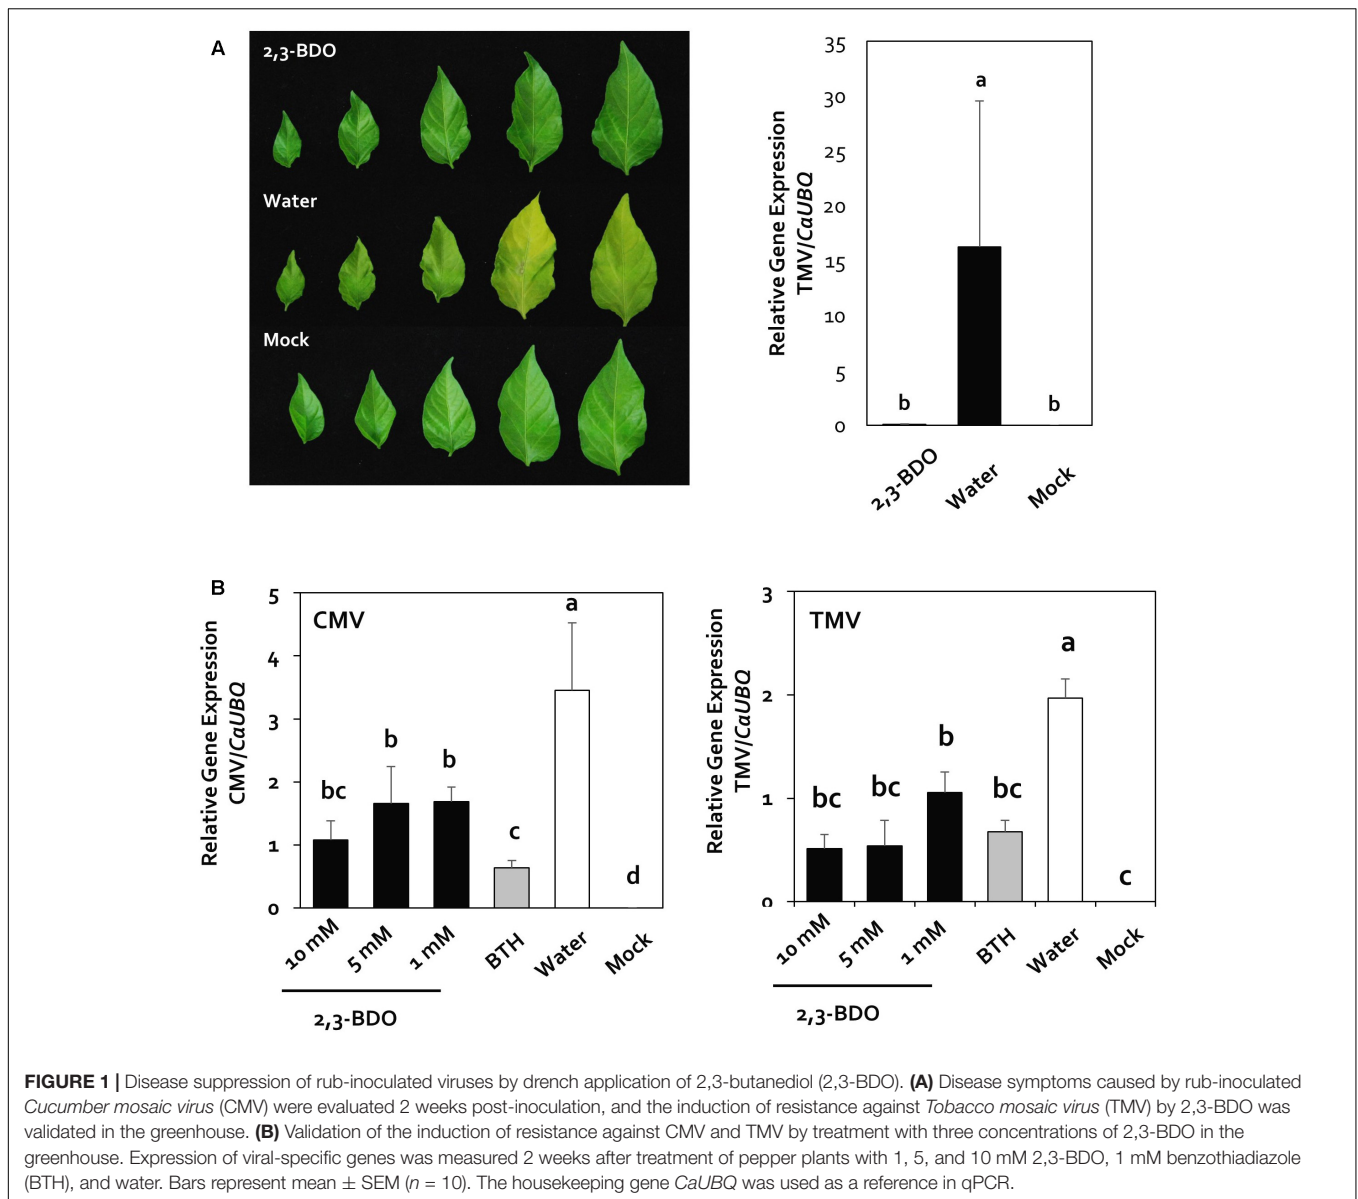 A
2,3-BDO
Water
Mock
Relative Gene Expression
TMV/CaUBQ
35
30
25
20
15
10
5
0
a
b
b
2,3-BDO
Water
Mock
B
CMV
Relative Gene Expression
CMV/CaUBQ
5
4
3
2
1
0
bc
b
b
c
a
d
10 mM
5 mM
1 mM
BTH
Water
Mock
2,3-BDO
TMV
Relative Gene Expression
TMV/CaUBQ
3
2
1
0
bc
bc
b
bc
a
c
10 mM
5 mM
1 mM
BTH
Water
Mock
2,3-BDO
FIGURE 1 | Disease suppression of rub-inoculated viruses by drench application of 2,3-butanediol (2,3-BDO). (A) Disease symptoms caused by rub-inoculated
Cucumber mosaic virus (CMV) were evaluated 2 weeks post-inoculation, and the induction of resistance against Tobacco mosaic virus (TMV) by 2,3-BDO was
validated in the greenhouse. (B) Validation of the induction of resistance against CMV and TMV by treatment with three concentrations of 2,3-BDO in the
greenhouse. Expression of viral-specific genes was measured 2 weeks after treatment of pepper plants with 1, 5, and 10 mM 2,3-BDO, 1 mM benzothiadiazole
(BTH), and water. Bars represent mean ± SEM (n = 10). The housekeeping gene CaUBQ was used as a reference in qPCR.